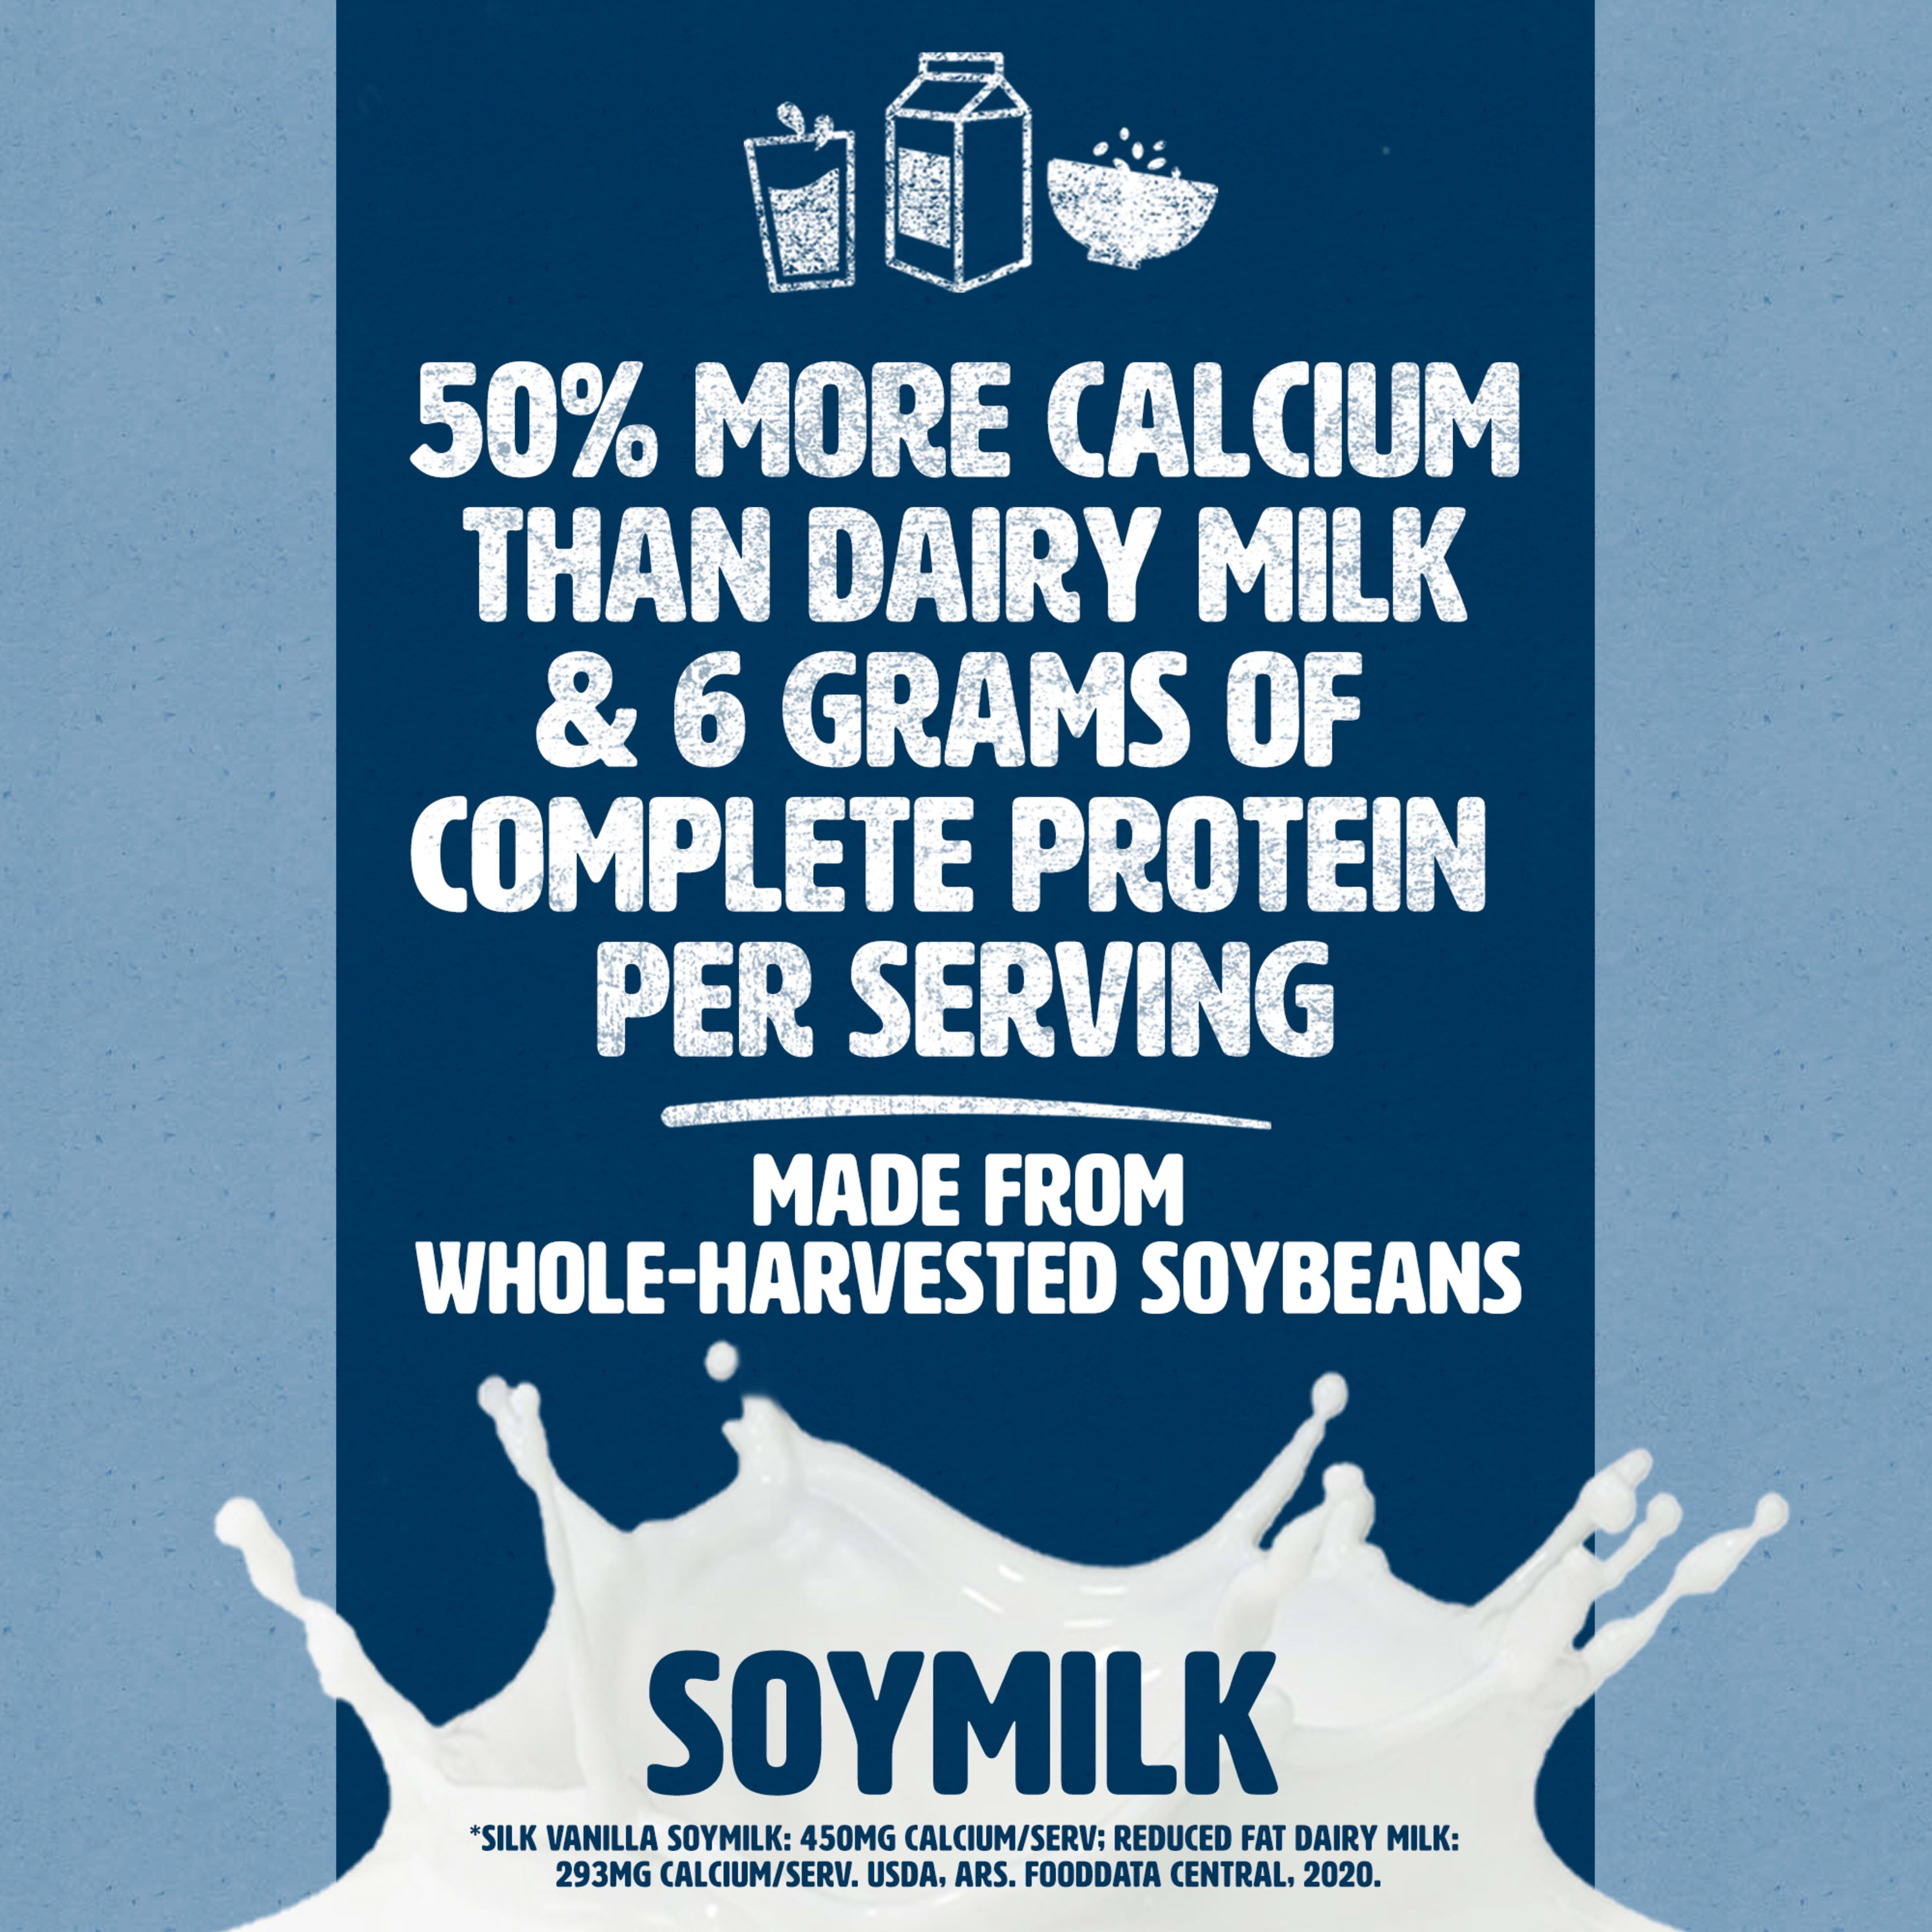 50% MORE CALCIUM
THAN DAIRY MILK
& 6 GRAMS OF
COMPLETE PROTEIN
PER SERVING
MADE FROM
WHOLE-HARVESTED SOYBEANS
SOYMILK
*SILK VANILLA SOYMILK: 450MG CALCIUM/SERV; REDUCED FAT DAIRY MILK:
293MG CALCIUM/SERV. USDA, ARS. FOODDATA CENTRAL, 2020.